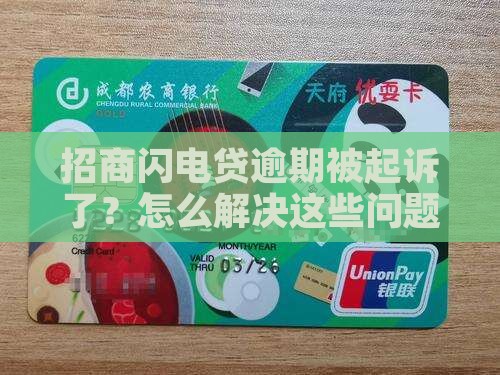 成都农商银行
CHENGDU RURAL COMMERCIAL BANK
GOLD
天府 优耍卡
招商闪电贷逾期被起诉
了？怎么解决这些问题
Credit Card
MONTH/YEAR
VALID
THRU 03/26
UnionPay
银联